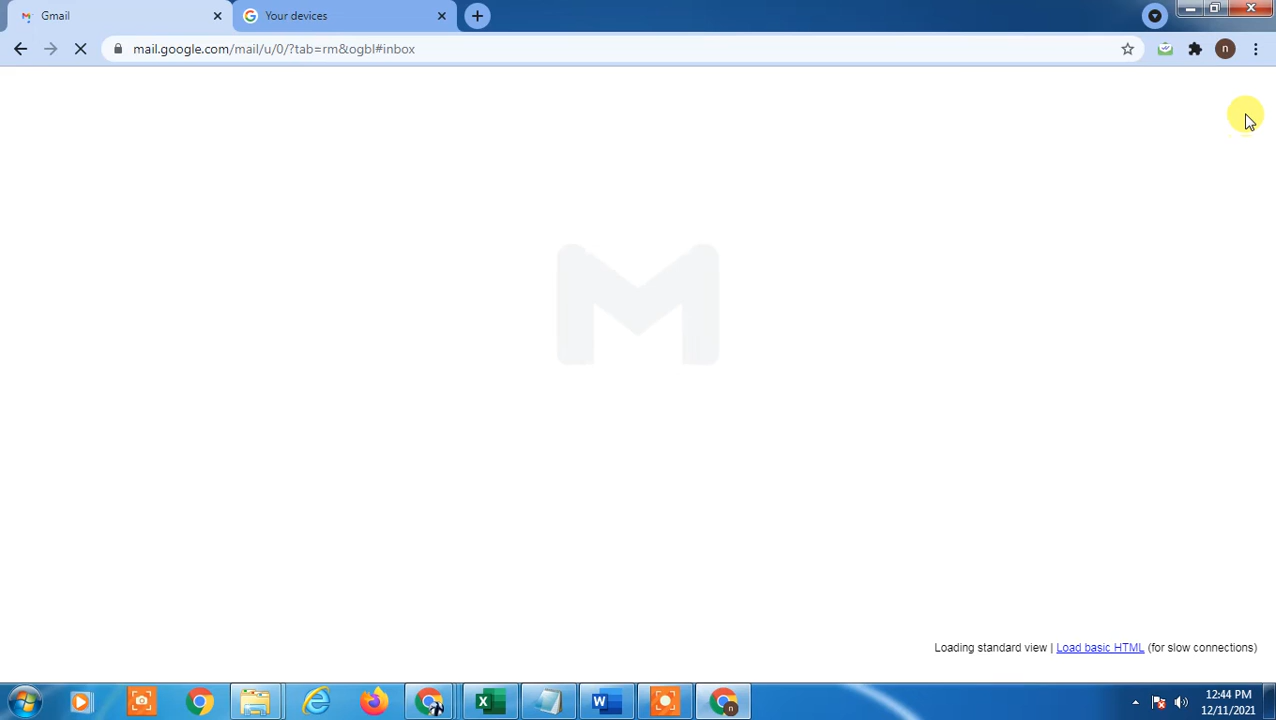 Gmail
Your devices
mail.google.com/mail/u/0/?tab=rm&ogbl#inbox
n
Loading standard view | Load basic HTML (for slow connections)
12:44 PM
12/11/2021